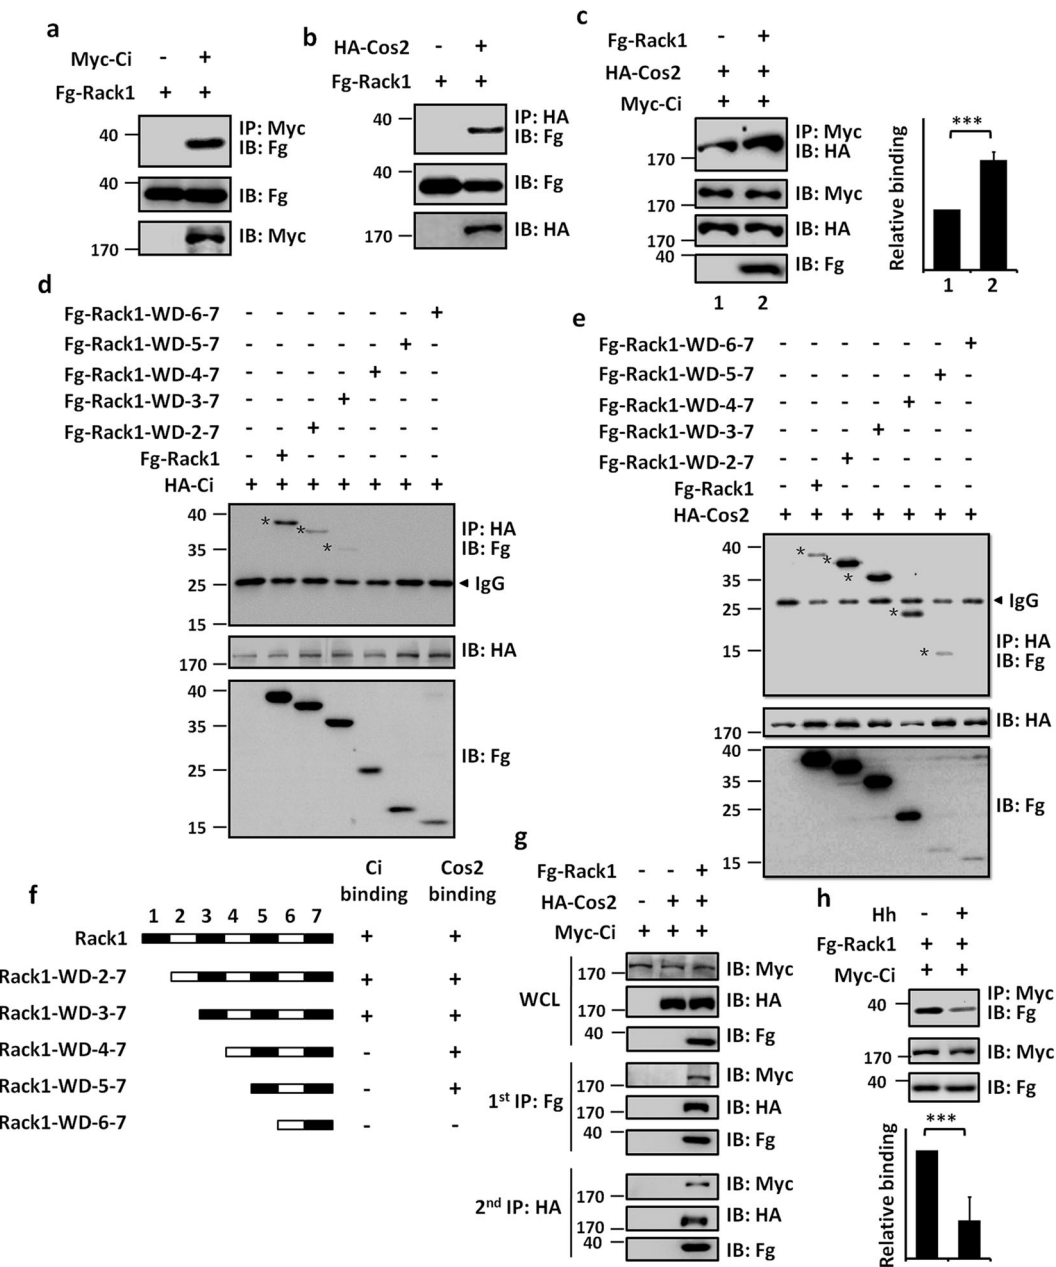 a
Myc-Ci - +
Fg-Rack1 + +
40
IP: Myc
IB: Fg
40
IB: Fg
170
IB: Myc
b
HA-Cos2 - +
Fg-Rack1 + +
40
IP: HA
IB: Fg
40
IB: Fg
170
IB: HA
c
Fg-Rack1 - +
HA-Cos2 + +
Myc-Ci + +
170
IP: Myc
IB: HA
170
IB: Myc
170
IB: HA
40
IB: Fg
1 2
Relative binding
***
1 2
d
Fg-Rack1-WD-6-7 - - - - - - +
Fg-Rack1-WD-5-7 - - - - - + -
Fg-Rack1-WD-4-7 - - - - + - -
Fg-Rack1-WD-3-7 - - - + - - -
Fg-Rack1-WD-2-7 - - + - - - -
Fg-Rack1 - + - - - - -
HA-Ci + + + + + + +
40
* * *
IP: HA
35
IB: Fg
25
IgG
15
170
IB: HA
40
35
25
15
IB: Fg
e
Fg-Rack1-WD-6-7 - - - - - - +
Fg-Rack1-WD-5-7 - - - - - + -
Fg-Rack1-WD-4-7 - - - - + - -
Fg-Rack1-WD-3-7 - - - + - - -
Fg-Rack1-WD-2-7 - - + - - - -
Fg-Rack1 - + - - - - -
HA-Cos2 + + + + + + +
40
* * * * *
35
25
IgG
15
IP: HA
IB: Fg
170
IB: HA
40
35
25
15
IB: Fg
f
Ci binding
Cos2 binding
1 2 3 4 5 6 7
Rack1 + +
Rack1-WD-2-7 + +
Rack1-WD-3-7 + +
Rack1-WD-4-7 - +
Rack1-WD-5-7 - +
Rack1-WD-6-7 - -
g
Fg-Rack1 - - +
HA-Cos2 - + +
Myc-Ci + + +
WCL
170
IB: Myc
170
IB: HA
40
IB: Fg
1st IP: Fg
170
IB: Myc
170
IB: HA
40
IB: Fg
2nd IP: HA
170
IB: Myc
170
IB: HA
40
IB: Fg
h
Hh - +
Fg-Rack1 + +
Myc-Ci + +
40
IP: Myc
IB: Fg
170
IB: Myc
40
IB: Fg
Relative binding
***